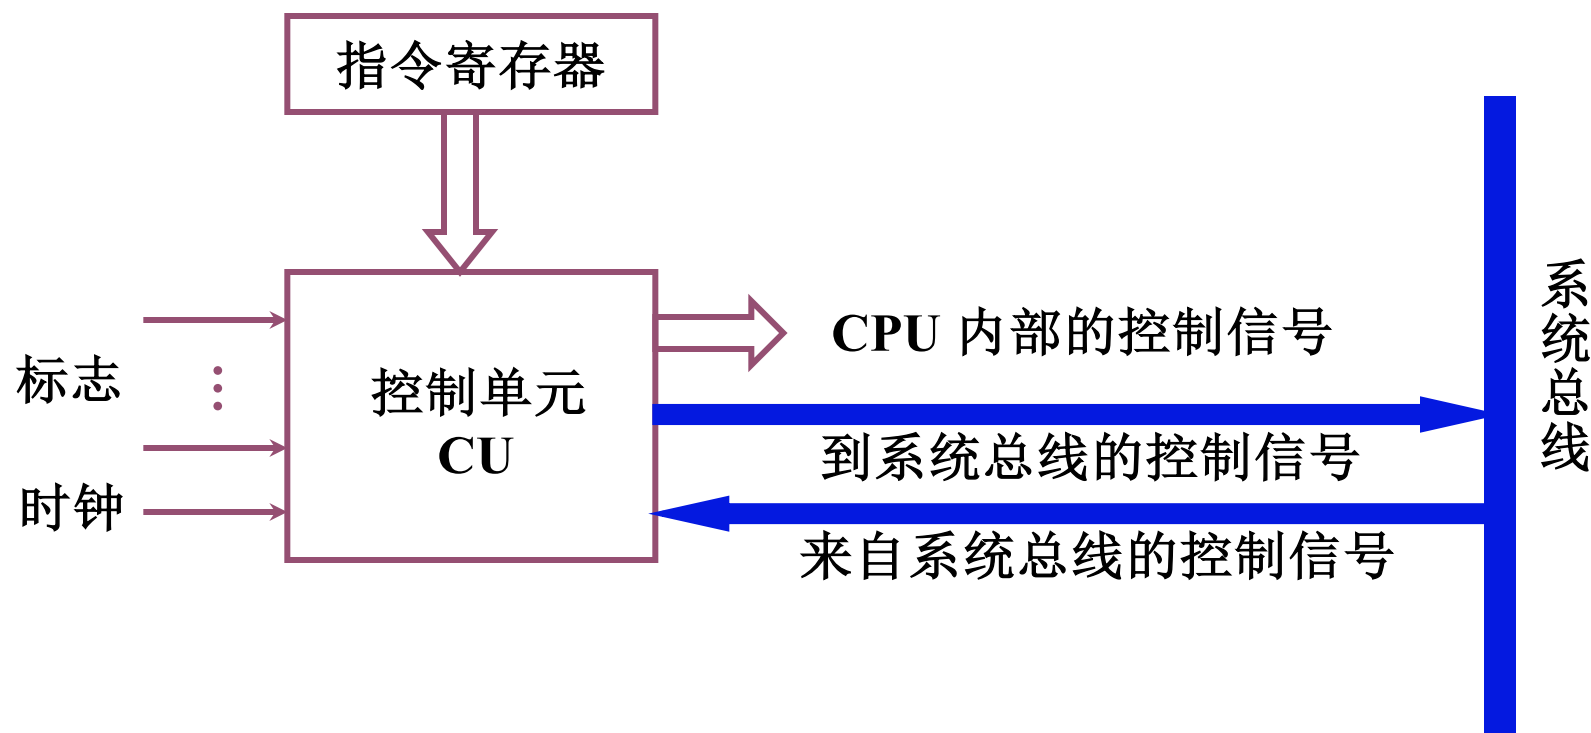 指令寄存器
标志
时钟
控制单元
CU
CPU 内部的控制信号
到系统总线的控制信号
来自系统总线的控制信号
系统总线